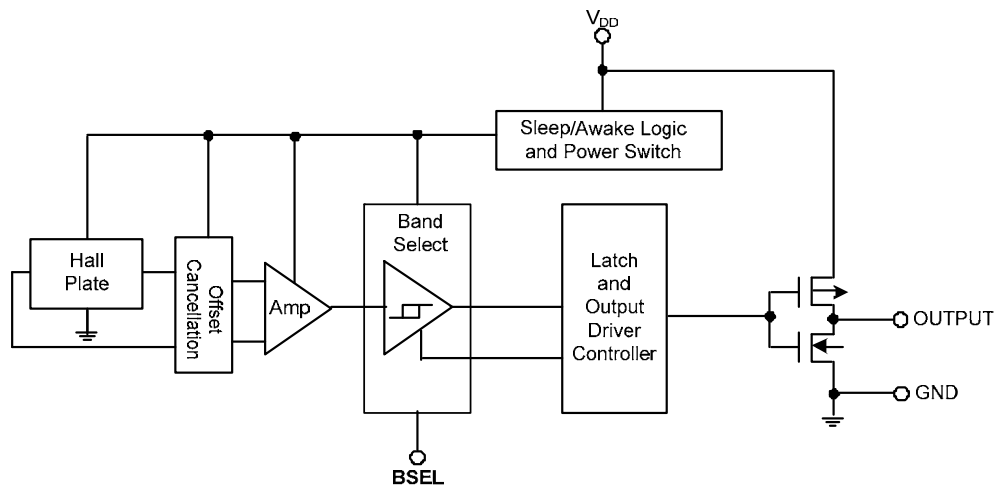 VDD
Sleep/Awake Logic
and Power Switch
Hall
Plate
Offset
Cancellation
Amp
Band
Select
Latch
and
Output
Driver
Controller
OUTPUT
GND
BSEL